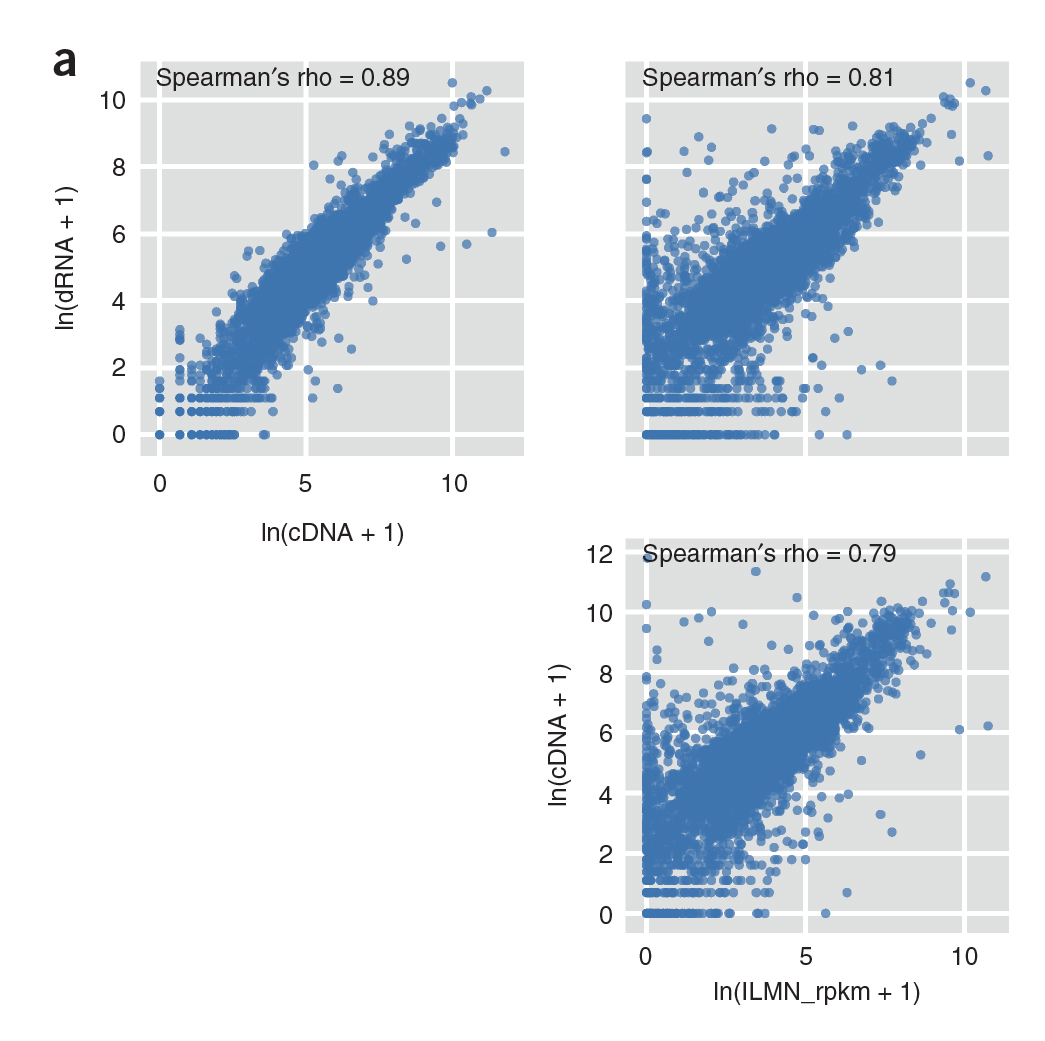 a
Spearman′s rho = 0.89
Spearman′s rho = 0.81
10
8
6
4
2
0
ln(dRNA + 1)
0 5 10
ln(cDNA + 1)
Spearman′s rho = 0.79
12
10
8
6
4
2
0
ln(cDNA + 1)
0 5 10
ln(ILMN_rpkm + 1)